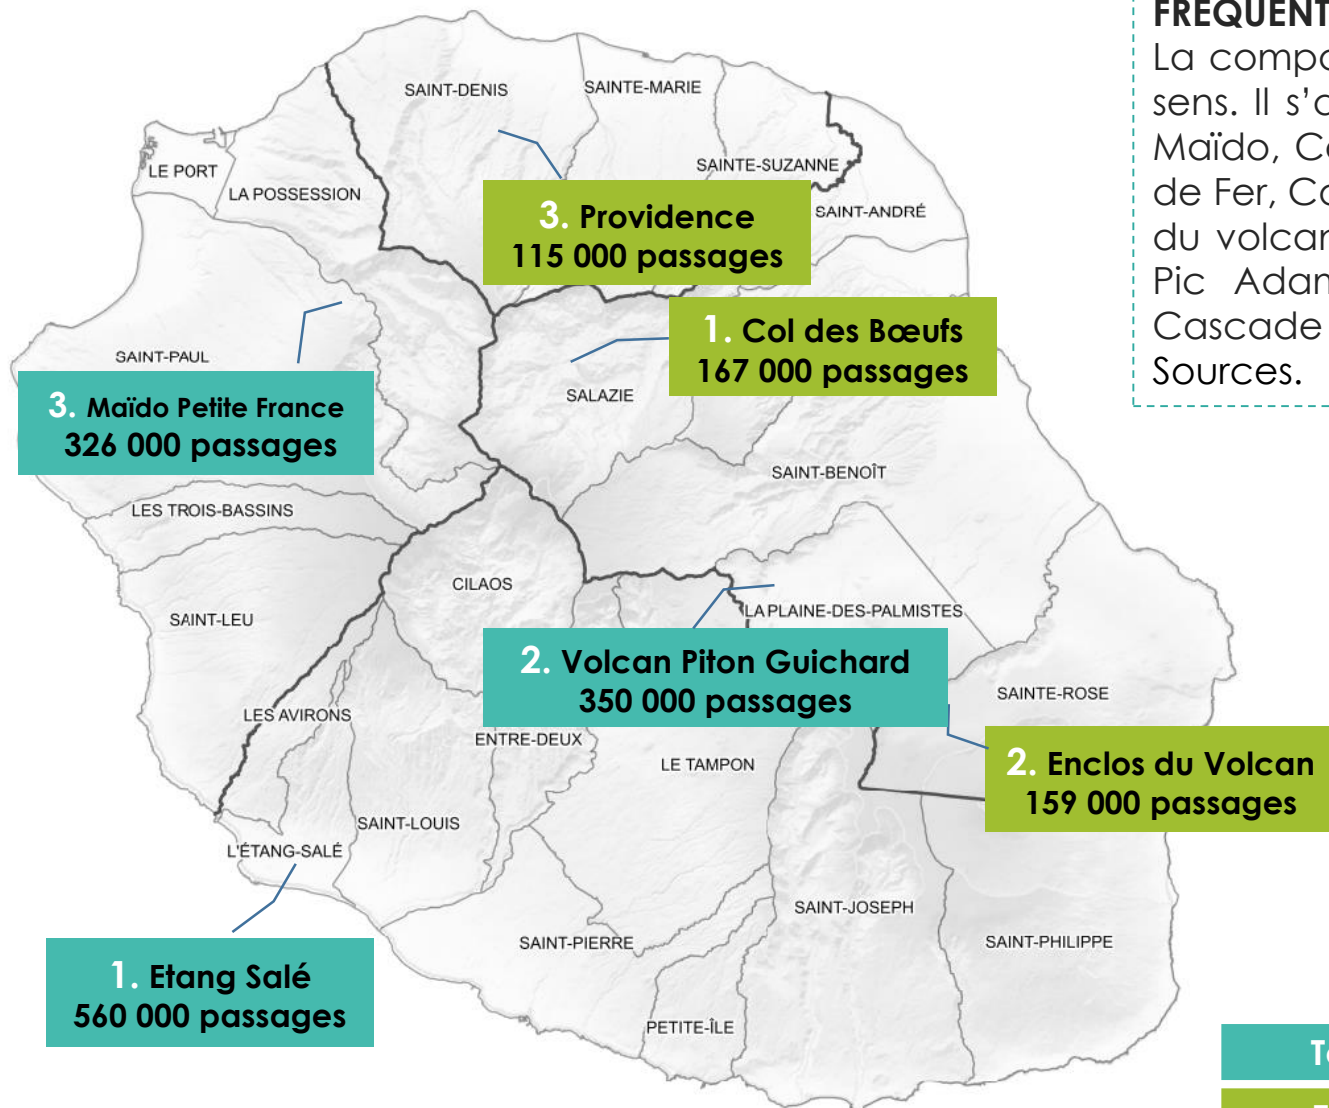 FREQUENT
La compo
sens. Il s'a
Maïdo, Co
de Fer, Co
du volcan
Pic Adam
Cascade
Sources.
SAINT-DENIS
SAINTE-MARIE
LE PORT
LA POSSESSION
SAINTE-SUZANNE
SAINT-ANDRÉ
3. Providence
115 000 passages
1. Col des Bœufs
167 000 passages
SAINT-PAUL
SALAZIE
3. Maïdo Petite France
326 000 passages
SAINT-BENOÎT
LES TROIS-BASSINS
CILAOS
SAINT-LEU
LA PLAINE-DES-PALMISTES
2. Volcan Piton Guichard
350 000 passages
SAINTE-ROSE
LES AVIRONS
ENTRE-DEUX
LE TAMPON
2. Enclos du Volcan
159 000 passages
SAINT-LOUIS
L'ÉTANG-SALÉ
SAINT-JOSEPH
SAINT-PIERRE
SAINT-PHILIPPE
1. Etang Salé
560 000 passages
PETITE-ÎLE